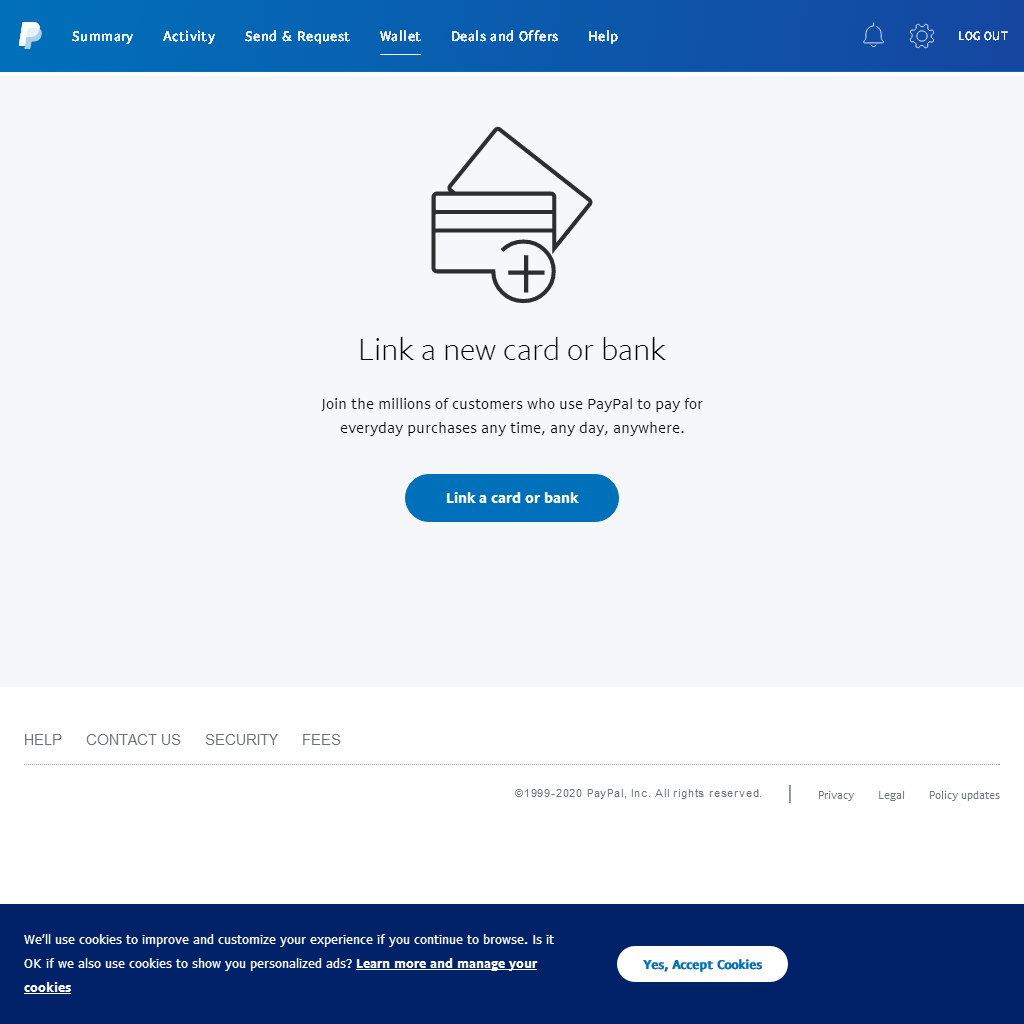 Summary Activity Send & Request Wallet Deals and Offers Help LOG OUT
Link a new card or bank
Join the millions of customers who use PayPal to pay for
everyday purchases any time, any day, anywhere.
Link a card or bank
HELP CONTACT US SECURITY FEES
©1999-2020 PayPal, Inc. All rights reserved. Privacy Legal Policy updates
We'll use cookies to improve and customize your experience if you continue to browse. Is it
OK if we also use cookies to show you personalized ads? Learn more and manage your
cookies
Yes, Accept Cookies